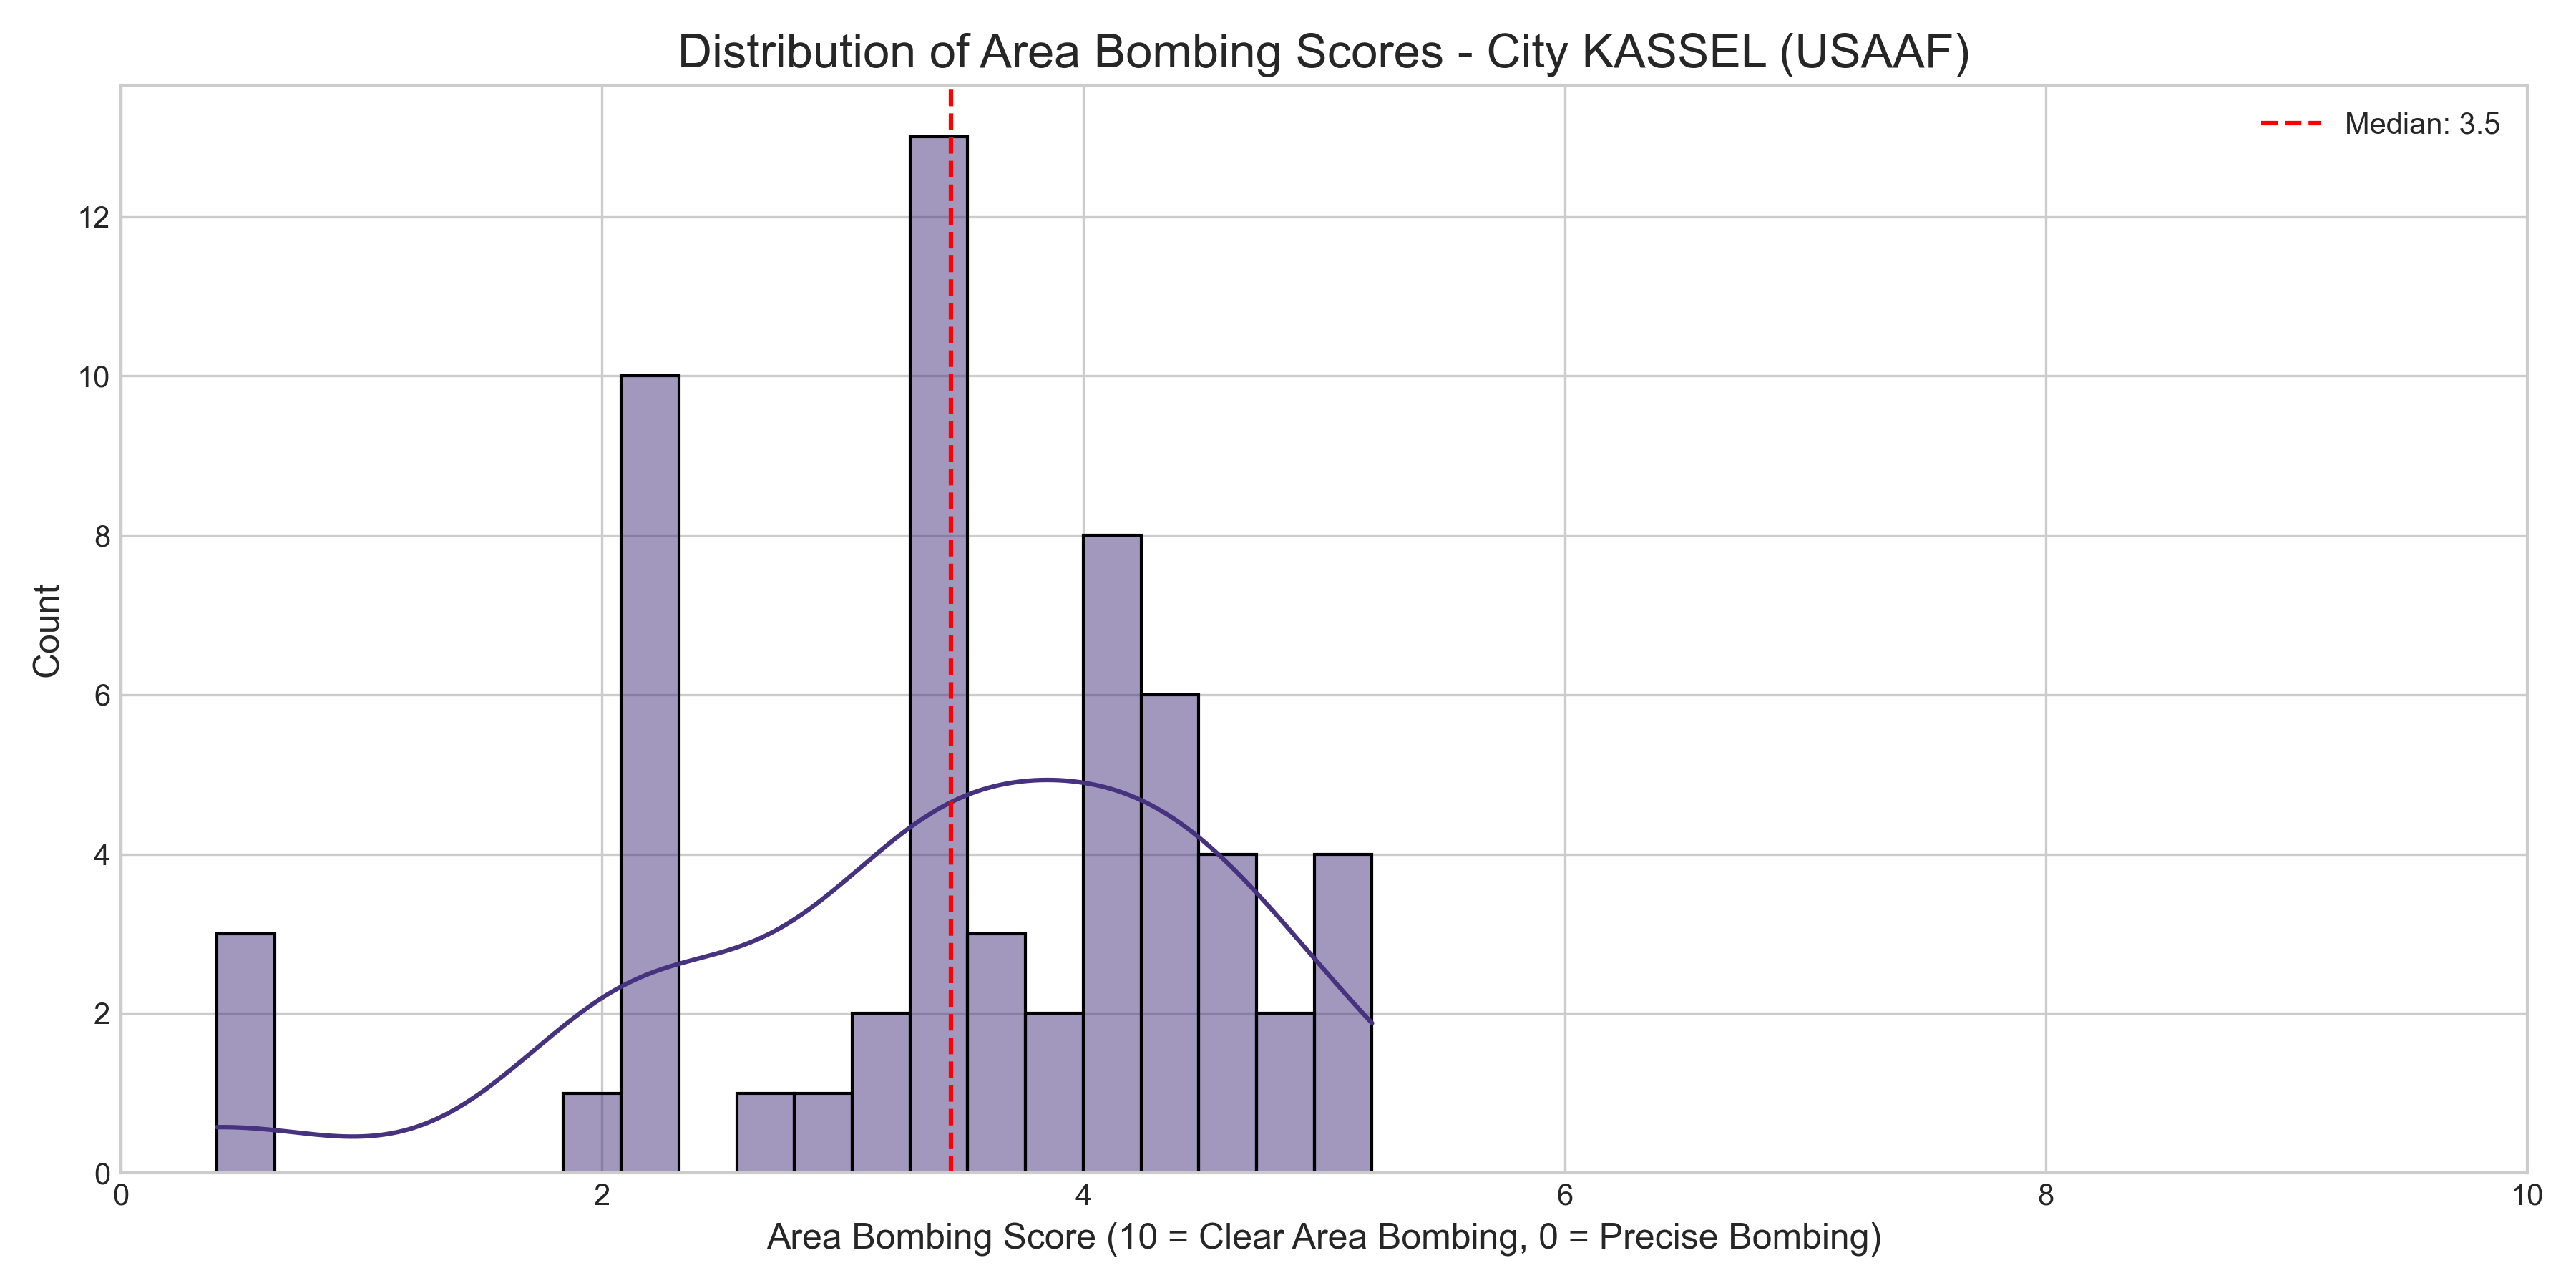 Distribution of Area Bombing Scores - City KASSEL (USAAF)
Median: 3.5
12
10
8
6
4
2
0
Count
0 2 4 6 8 10
Area Bombing Score (10 = Clear Area Bombing, 0 = Precise Bombing)